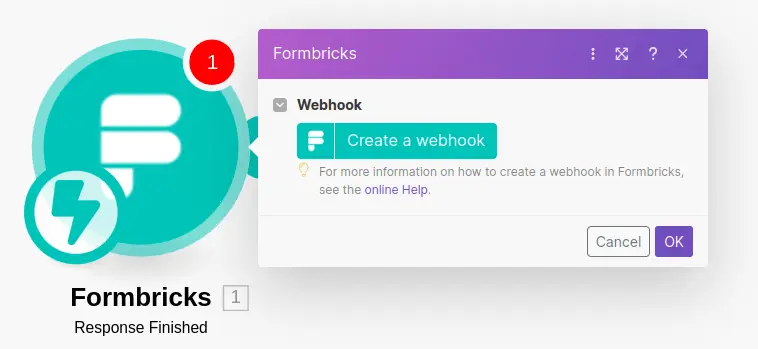 1
Formbricks
Webhook
Create a webhook
For more information on how to create a webhook in Formbricks,
see the online Help.
Cancel
OK
Formbricks 1
Response Finished